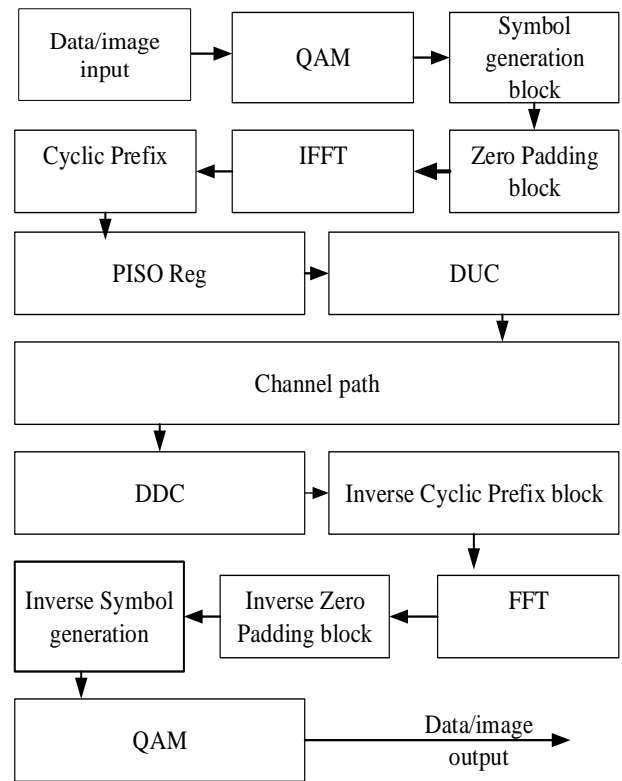 Data/image
input
QAM
Symbol
generation
block
Cyclic Prefix
IFFT
Zero Padding
block
PISO Reg
DUC
Channel path
DDC
Inverse Cyclic Prefix block
Inverse Symbol
generation
Inverse Zero
Padding block
FFT
QAM
Data/image
output